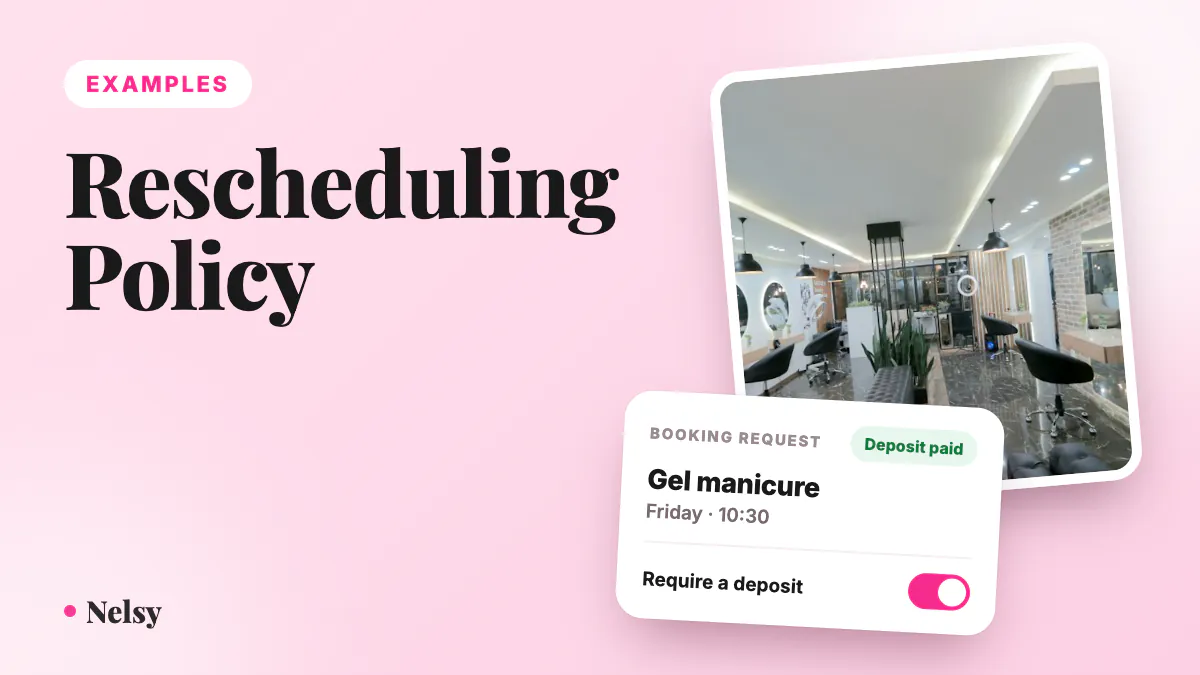 EXAMPLES
Rescheduling
Policy
BOOKING REQUEST
Deposit paid
Gel manicure
Friday · 10:30
Require a deposit
Nelsy